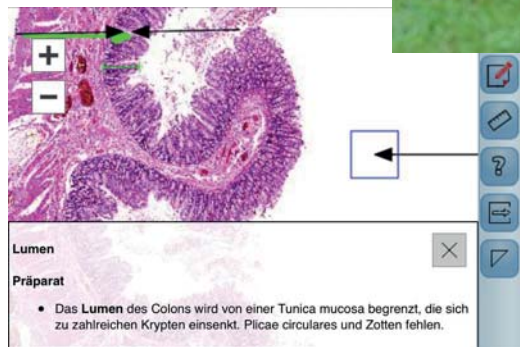 +
−
?
Lumen
Präparat
• Das Lumen des Colons wird von einer Tunica mucosa begrenzt, die sich
zu zahlreichen Krypten einsenkt. Plicae circulares und Zotten fehlen.